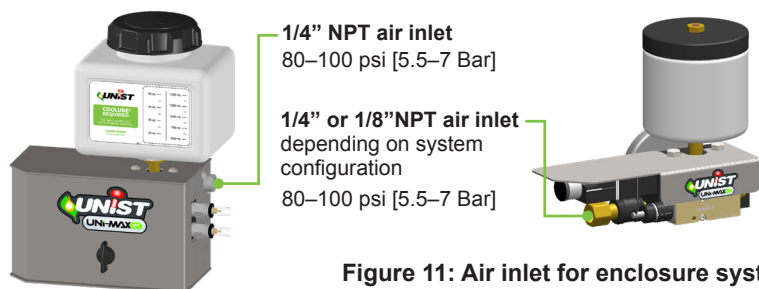 1/4” NPT air inlet
80–100 psi [5.5–7 Bar]
1/4” or 1/8”NPT air inlet
depending on system
configuration
80–100 psi [5.5–7 Bar]
UNIST
COOLUBE®
REQUIRED
UNIST
UNI-MAX
UNIST
Figure 11: Air inlet for enclosure syst